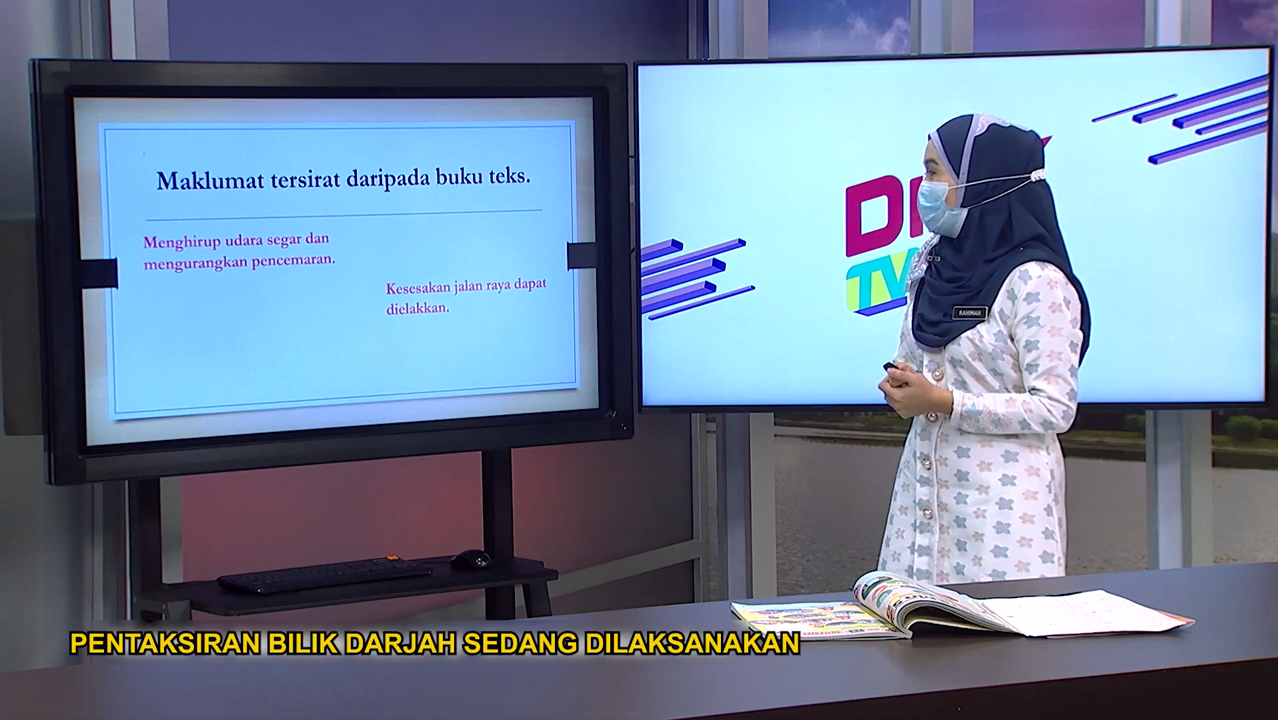 Maklumat tersirat daripada buku teks.
Menghirup udara segar dan
mengurangkan pencemaran.
Kesesakan jalan raya dapat
dielakkan.
TV
RAHIMAH
PENTAKSIRAN BILIK DARJAH SEDANG DILAKSANAKAN